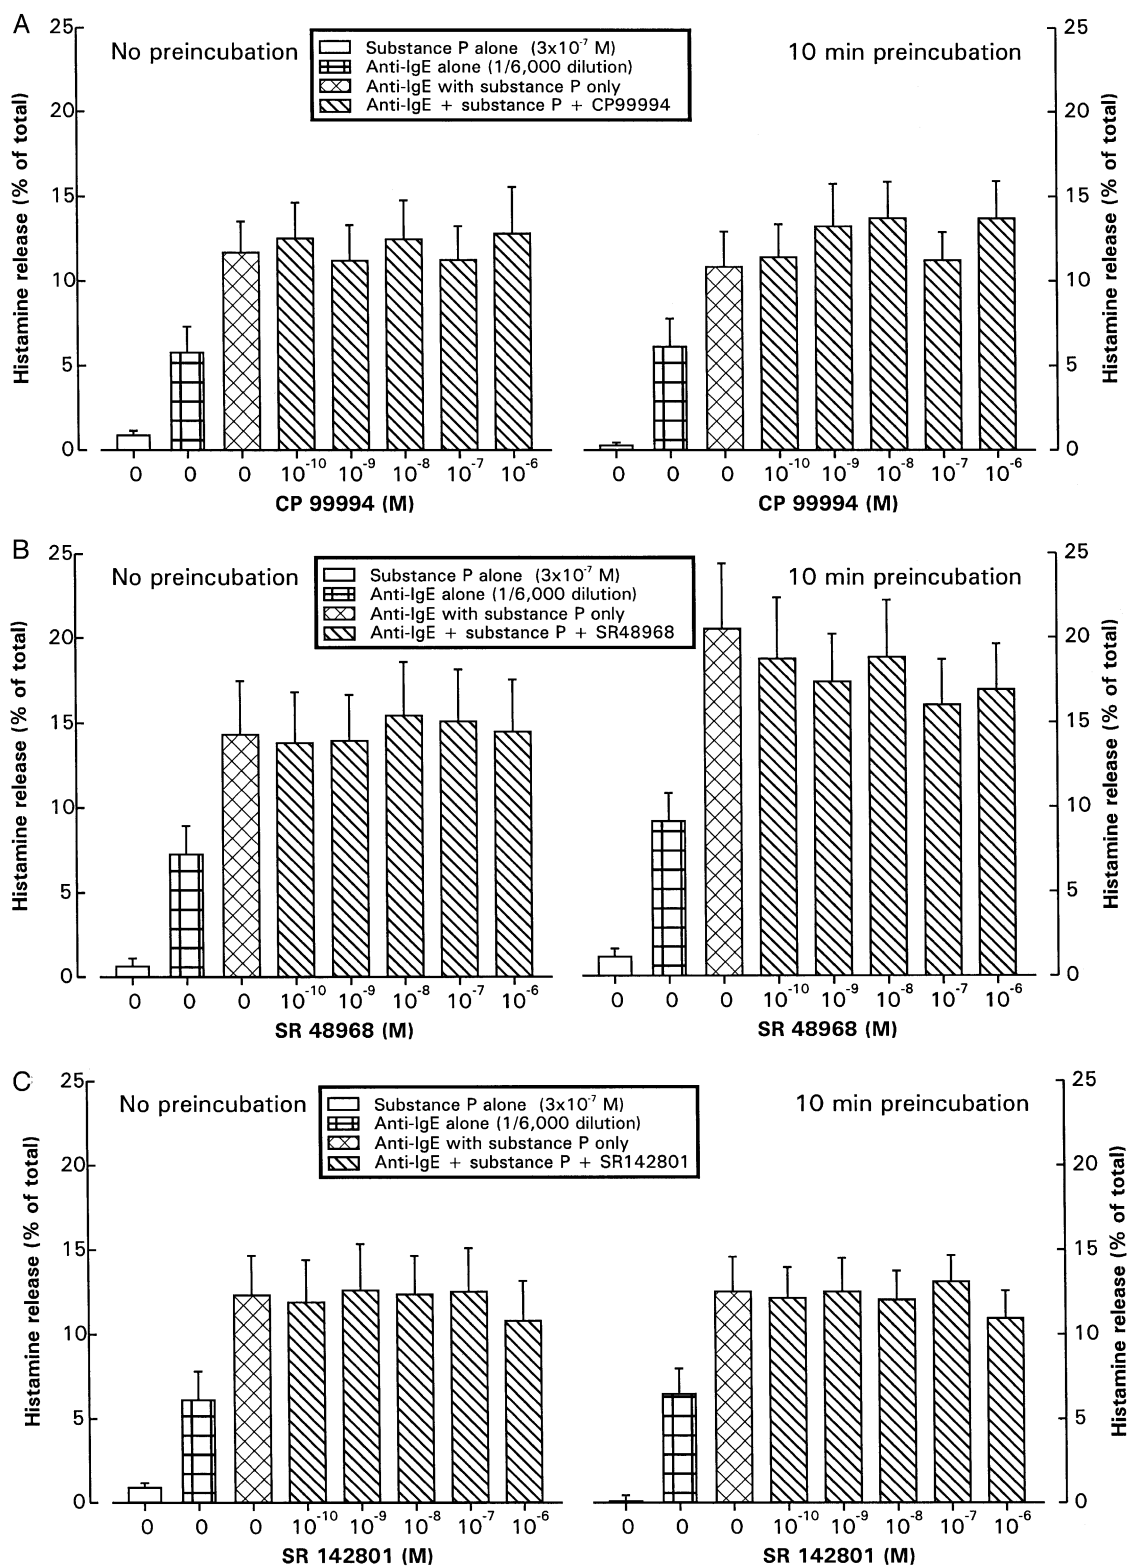 A
No preincubation
10 min preincubation
Substance P alone (3x10⁻⁷ M)
Anti-IgE alone (1/6,000 dilution)
Anti-IgE with substance P only
Anti-IgE + substance P + CP99994
Histamine release (% of total)
25
20
15
10
5
0
0 0 0 10⁻¹⁰ 10⁻⁹ 10⁻⁸ 10⁻⁷ 10⁻⁶
CP 99994 (M)
0 0 0 10⁻¹⁰ 10⁻⁹ 10⁻⁸ 10⁻⁷ 10⁻⁶
CP 99994 (M)
25
20
15
10
5
0
Histamine release (% of total)
B
No preincubation
10 min preincubation
Substance P alone (3x10⁻⁷ M)
Anti-IgE alone (1/6,000 dilution)
Anti-IgE with substance P only
Anti-IgE + substance P + SR48968
Histamine release (% of total)
25
20
15
10
5
0
0 0 0 10⁻¹⁰ 10⁻⁹ 10⁻⁸ 10⁻⁷ 10⁻⁶
SR 48968 (M)
0 0 0 10⁻¹⁰ 10⁻⁹ 10⁻⁸ 10⁻⁷ 10⁻⁶
SR 48968 (M)
25
20
15
10
5
0
Histamine release (% of total)
C
No preincubation
10 min preincubation
Substance P alone (3x10⁻⁷ M)
Anti-IgE alone (1/6,000 dilution)
Anti-IgE with substance P only
Anti-IgE + substance P + SR142801
Histamine release (% of total)
25
20
15
10
5
0
0 0 0 10⁻¹⁰ 10⁻⁹ 10⁻⁸ 10⁻⁷ 10⁻⁶
SR 142801 (M)
0 0 0 10⁻¹⁰ 10⁻⁹ 10⁻⁸ 10⁻⁷ 10⁻⁶
SR 142801 (M)
25
20
15
10
5
0
Histamine release (% of total)